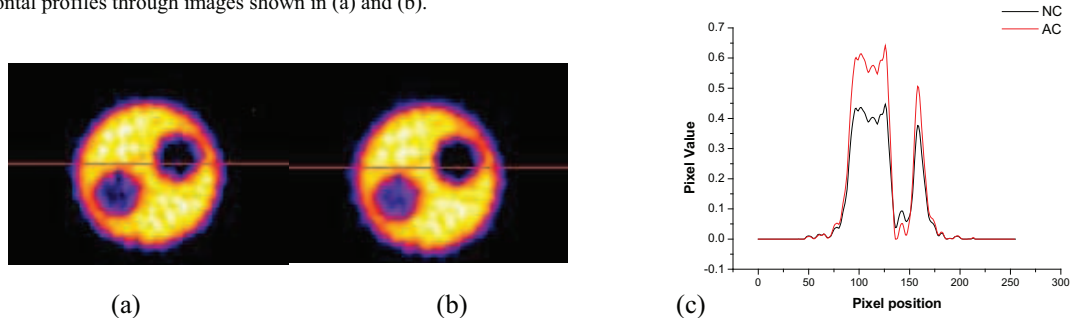 ontal profiles through images shown in (a) and (b).
NC
AC
0.7
0.6
0.5
0.4
0.3
0.2
0.1
0.0
-0.1
Pixel Value
0 50 100 150 200 250 300
Pixel position
(a) (b) (c)